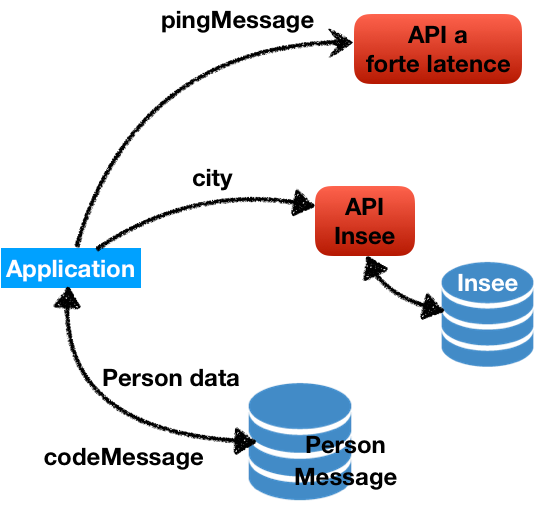 pingMessage
API a
forte latence
city
API
Insee
Application
Insee
Person data
codeMessage
Person
Message